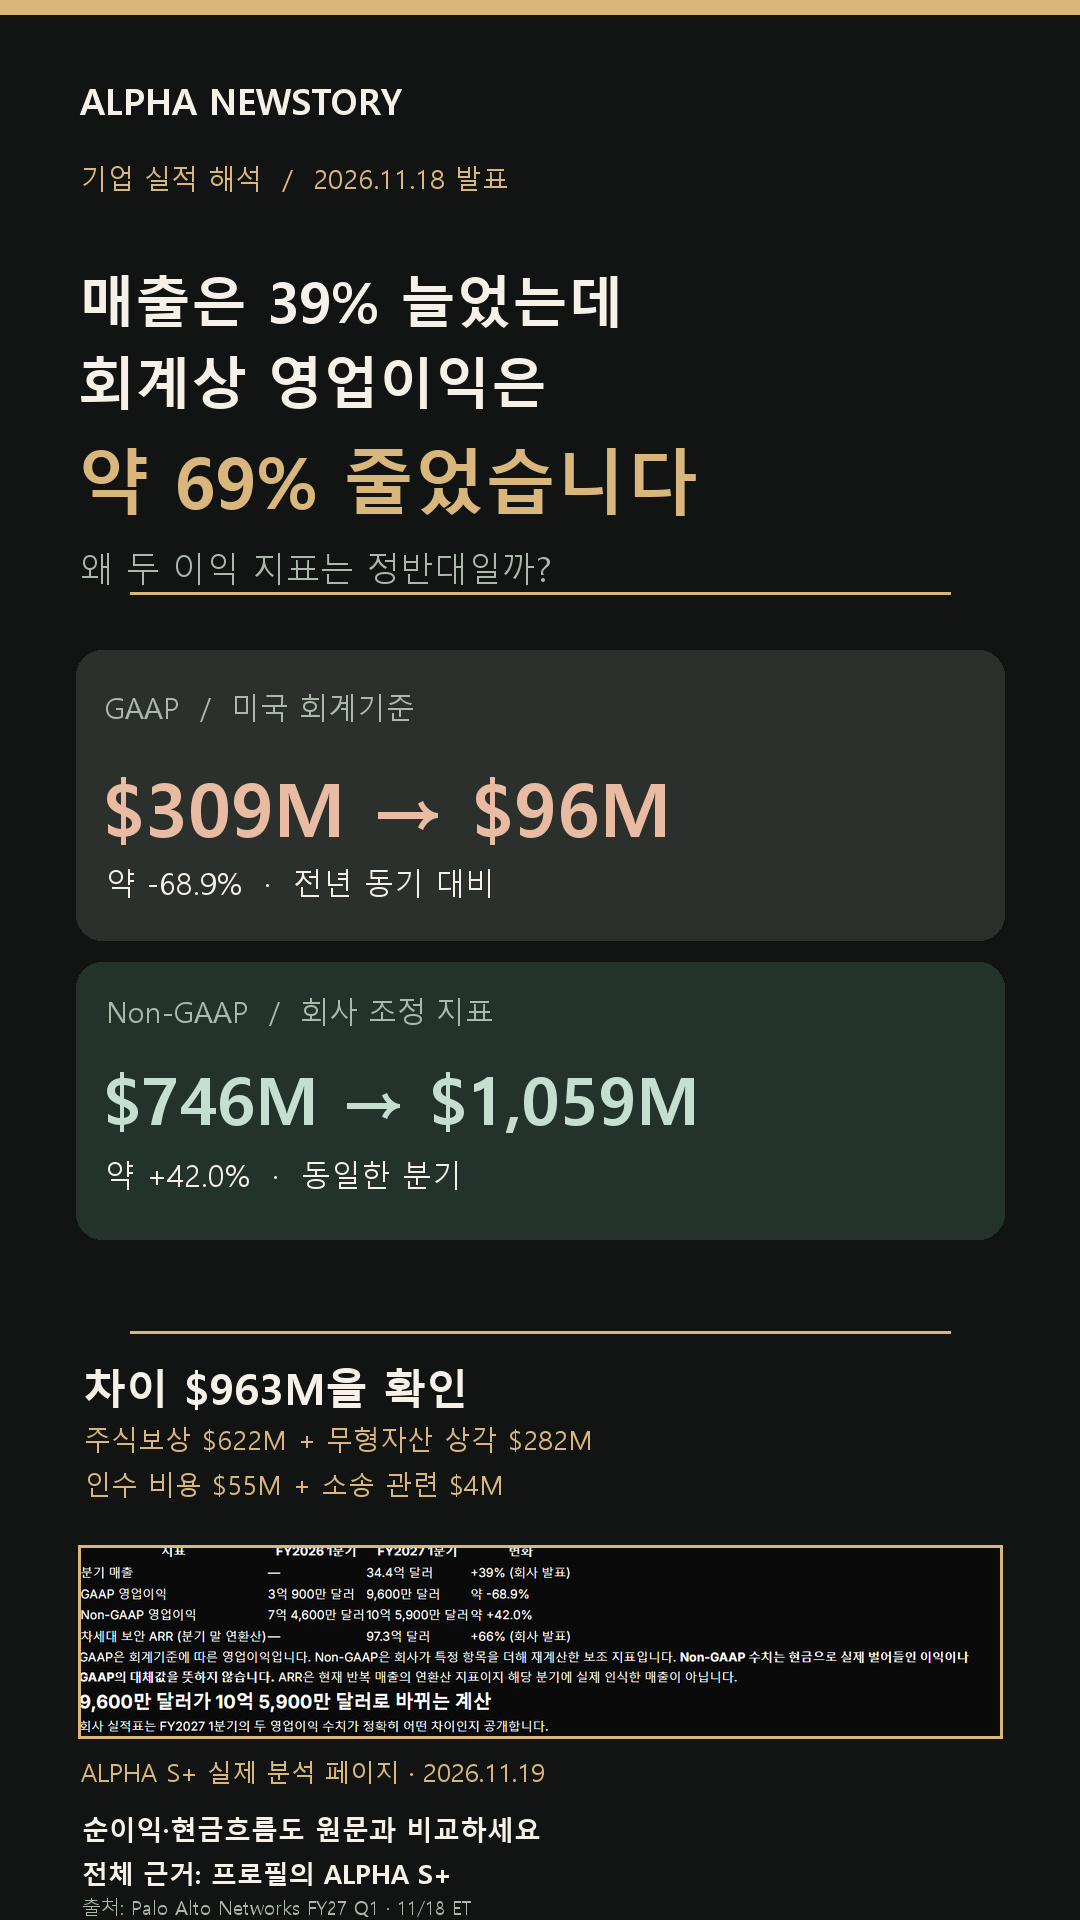 ALPHA NEWSTORY
기업 실적 해석 / 2026.11.18 발표
매출은 39% 늘었는데
회계상 영업이익은
약 69% 줄었습니다
왜 두 이익 지표는 정반대일까?
GAAP / 미국 회계기준
$309M → $96M
약 -68.9% · 전년 동기 대비
Non-GAAP / 회사 조정 지표
$746M → $1,059M
약 +42.0% · 동일한 분기
차이 $963M을 확인
주식보상 $622M + 무형자산 상각 $282M
인수 비용 $55M + 소송 관련 $4M
지표 FY2026 1분기 FY2027 1분기 변화
분기 매출 — 34.4억 달러 +39% (회사 발표)
GAAP 영업이익 3억 900만 달러 9,600만 달러 약 -68.9%
Non-GAAP 영업이익 7억 4,600만 달러 10억 5,900만 달러 약 +42.0%
차세대 보안 ARR (분기 말 연환산) — 97.3억 달러 +66% (회사 발표)
GAAP은 회계기준에 따른 영업이익입니다. Non-GAAP은 회사가 특정 항목을 더해 재계산한 보조 지표입니다. Non-GAAP 수치는 현금으로 실제 벌어들인 이익이나
GAAP의 대체값을 뜻하지 않습니다. ARR은 현재 반복 매출의 연환산 지표이지 해당 분기에 실제 인식한 매출이 아닙니다.
9,600만 달러가 10억 5,900만 달러로 바뀌는 계산
회사 실적표는 FY2027 1분기의 두 영업이익 수치가 정확히 어떤 차이인지 공개합니다.
ALPHA S+ 실제 분석 페이지 · 2026.11.19
순이익·현금흐름도 원문과 비교하세요
전체 근거: 프로필의 ALPHA S+
출처: Palo Alto Networks FY27 Q1 · 11/18 ET